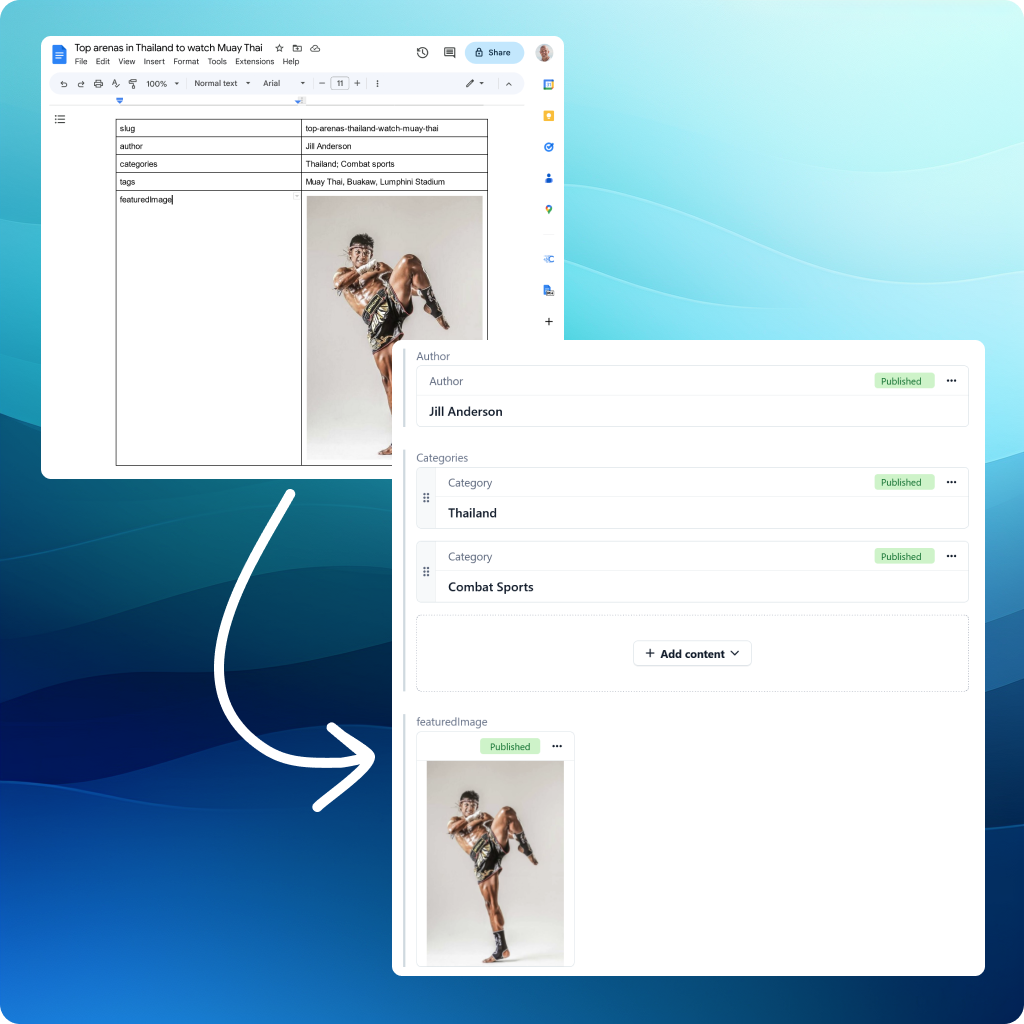 Top arenas in Thailand to watch Muay Thai
File Edit View Insert Format Tools Extensions Help
Share
100% Normal text Arial 11
slug top-arenas-thailand-watch-muay-thai
author Jill Anderson
categories Thailand; Combat sports
tags Muay Thai, Buakaw, Lumphini Stadium
featuredImage
Author
Author Published
Jill Anderson
Categories
Category Published
Thailand
Category Published
Combat Sports
Add content
featuredImage
Published